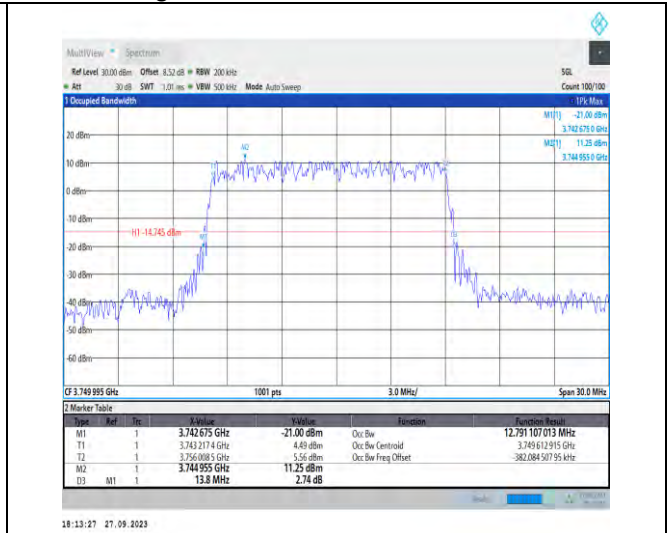 MultiView Spectrum
Ref Level 30.00 dBm Offset 8.52 dB RBW 200 kHz SGL
Att 30 dB SWT 1.01 ms VBW 500 kHz Mode Auto Sweep Count 100/100
1 Occupied Bandwidth 1Pk Max
M1[1] -21.00 dBm
3.742 675 0 GHz
M2[1] 11.25 dBm
3.744 955 0 GHz
M2
20 dBm
10 dBm
0 dBm
-10 dBm
H1 -14.745 dBm
-20 dBm
-30 dBm
-40 dBm
-50 dBm
-60 dBm
CF 3.749 995 GHz 1001 pts 3.0 MHz/ Span 30.0 MHz
2 Marker Table
Type Ref Trc X-Value Y-Value Function Function Result
M1 1 3.742 675 GHz -21.00 dBm Occ Bw 12.791 107 013 MHz
T1 1 3.743 217 4 GHz 4.49 dBm Occ Bw Centroid 3.749 612 915 GHz
T2 1 3.756 008 5 GHz 5.56 dBm Occ Bw Freq Offset -382.084 507 95 kHz
M2 1 3.744 955 GHz 11.25 dBm
D3 M1 1 13.8 MHz 2.74 dB
18:13:27 27.09.2023